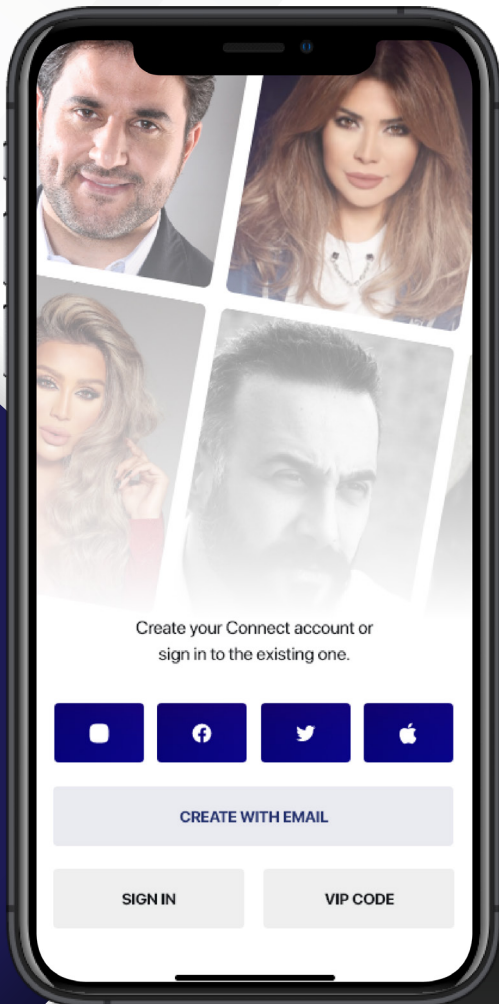 Create your Connect account or
sign in to the existing one.
CREATE WITH EMAIL
SIGN IN
VIP CODE